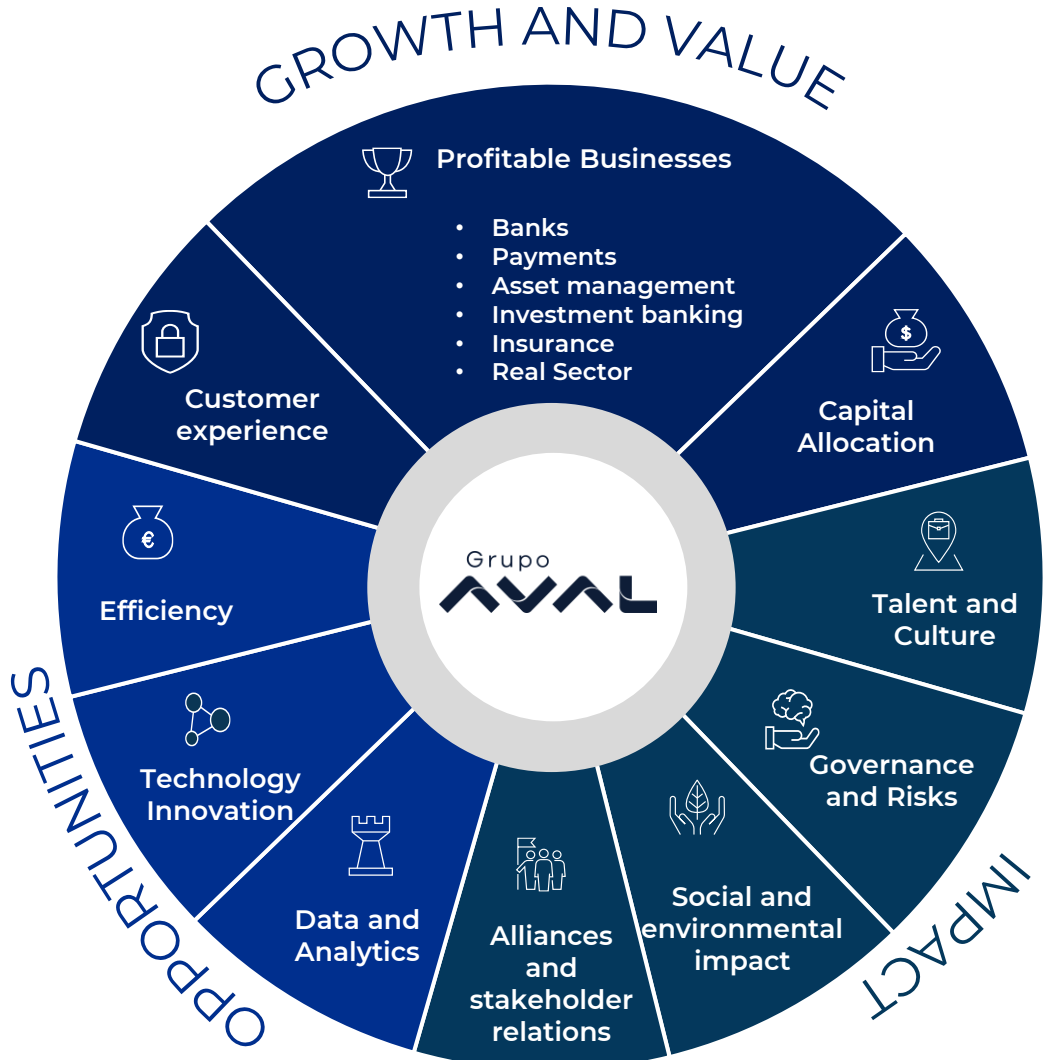 GROWTH AND VALUE
Profitable Businesses
• Banks
• Payments
• Asset management
• Investment banking
• Insurance
• Real Sector
Capital
Allocation
$
Talent and
Culture
Governance
and Risks
Social and
environmental
impact
Alliances
and
stakeholder
relations
Data and
Analytics
Technology
Innovation
Efficiency
€
Customer
experience
Grupo
AVAL
OPPORTUNITIES
IMPACT